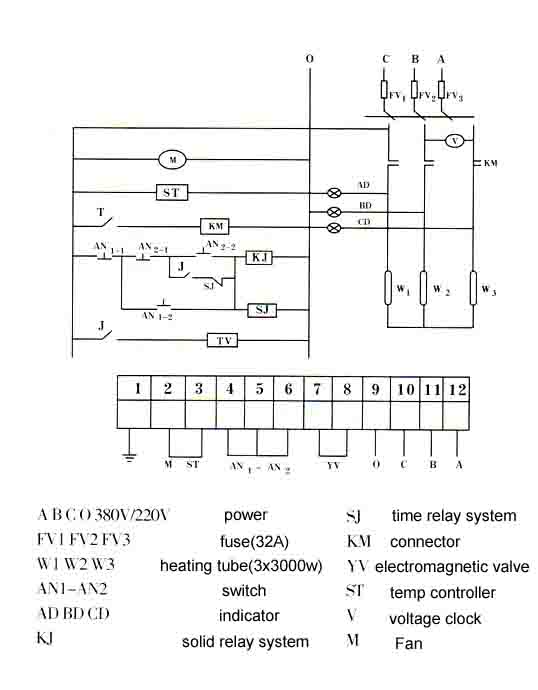 O C B A
FV1 FV2 FV3
V
M KM
ST AD
BD
T KM CD
AN1-1 AN2-1 AN2-2 KJ
J SJ
W1 W2 W3
AN1-2 SJ
J TV
1 2 3 4 5 6 7 8 9 10 11 12
M ST AN1 - AN2 YV O C B A
A B C O 380V/220V power SJ time relay system
FV1 FV2 FV3 fuse(32A) KM connector
W1 W2 W3 heating tube(3x3000w) YV electromagnetic valve
AN1-AN2 switch ST temp controller
AD BD CD indicator V voltage clock
KJ solid relay system M Fan